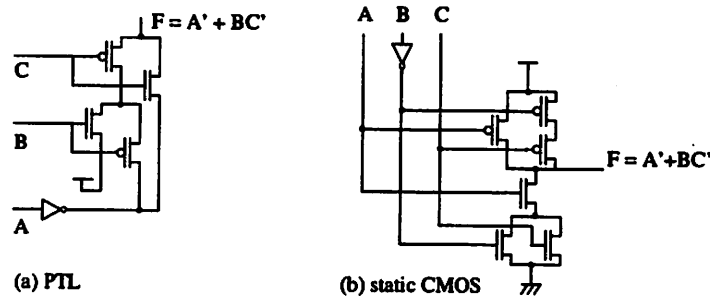 F = A' + BC'
C
B
A
(a) PTL
A B C
F = A'+BC'
(b) static CMOS